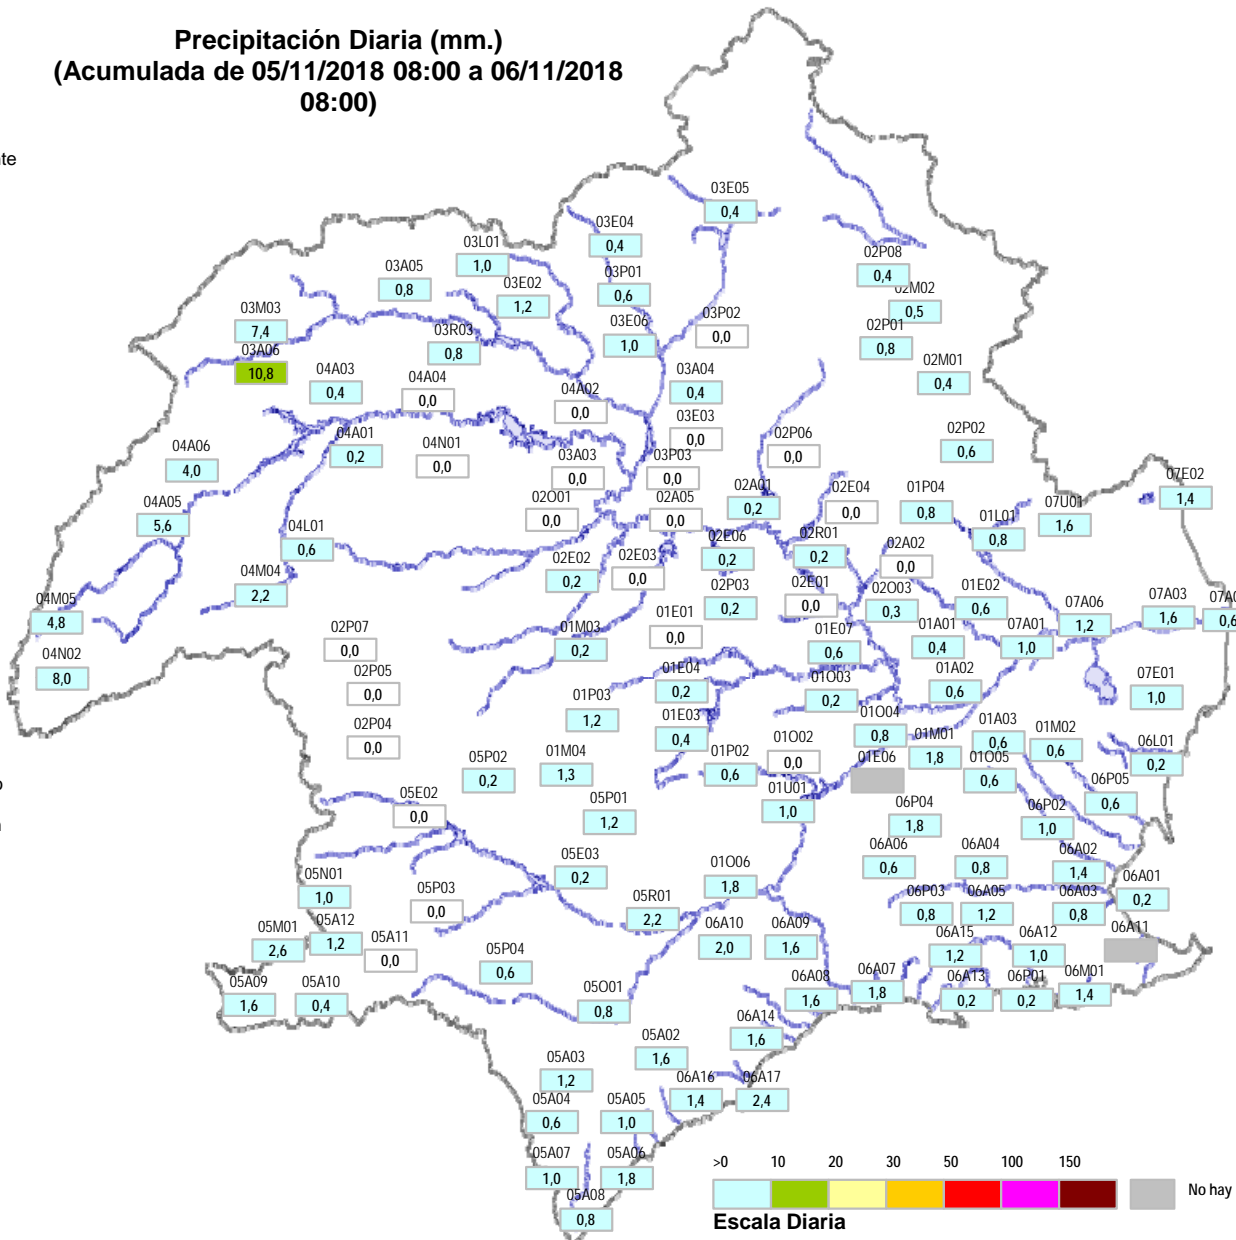 Precipitación Diaria (mm.)
(Acumulada de 05/11/2018 08:00 a 06/11/2018
08:00)
nte
03E05
0,4
03E04
0,4
03L01
1,0
02P08
0,4
03A05
0,8
03P01
0,6
03E02
1,2
02M02
0,5
03M03
7,4
03R03
0,8
03E06
1,0
03P02
0,0
02P01
0,8
03A06
10,8
04A03
0,4
04A04
0,0
04A02
0,0
03A04
0,4
02M01
0,4
03E03
0,0
04A01
0,2
04N01
0,0
02P06
0,0
02P02
0,6
04A06
4,0
03A03
0,0
03P03
0,0
07E02
1,4
04A05
5,6
02O01
0,0
02A05
0,0
02A01
0,2
02E04
0,0
01P04
0,8
07U01
1,6
04L01
0,6
01L01
0,8
02E06
0,2
02R01
0,2
02A02
0,0
04M04
2,2
02E02
0,2
02E03
0,0
02P03
0,2
02E01
0,0
02O03
0,3
01E02
0,6
04M05
4,8
07A06
1,2
07A03
1,6
07A0
0,6
02P07
0,0
01M03
0,2
01E01
0,0
01E07
0,6
01A01
0,4
07A01
1,0
04N02
8,0
02P05
0,0
01E04
0,2
01O03
0,2
01A02
0,6
07E01
1,0
01P03
1,2
02P04
0,0
01E03
0,4
01O04
0,8
01A03
0,6
01M02
0,6
05P02
0,2
01M04
1,3
01P02
0,6
01O02
0,0
01M01
1,8
06L01
0,2
01E06
01O05
0,6
o
05E02
0,0
05P01
1,2
01U01
1,0
06P05
0,6
06P04
1,8
06P02
1,0
05E03
0,2
06A06
0,6
06A04
0,8
06A02
1,4
05N01
1,0
05P03
0,0
01O06
1,8
06A01
0,2
05R01
2,2
06P03
0,8
06A05
1,2
06A03
0,8
05M01
2,6
05A12
1,2
05A11
0,0
06A10
2,0
06A09
1,6
06A15
1,2
06A12
1,0
06A11
05P04
0,6
05A09
1,6
05A10
0,4
05O01
0,8
06A08
1,6
06A07
1,8
06A13
0,2
06P01
0,2
06M01
1,4
06A14
1,6
05A02
1,6
05A03
1,2
06A16
1,4
06A17
2,4
05A04
0,6
05A05
1,0
05A07
1,0
05A06
1,8
05A08
0,8
>0 10 20 30 50 100 150
No hay
Escala Diaria